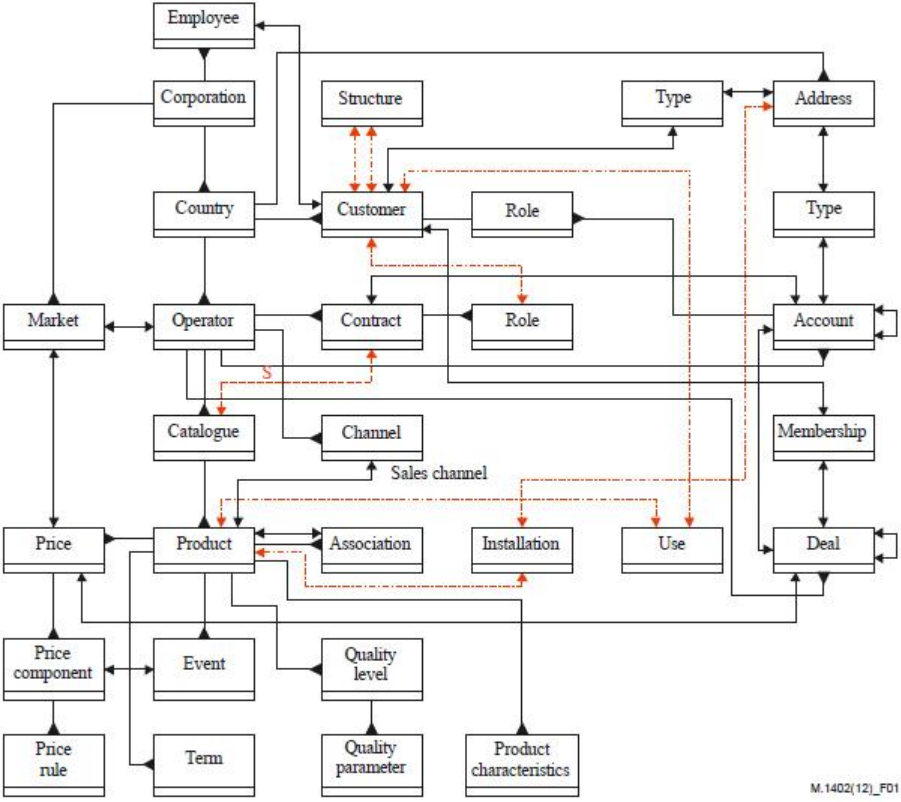 Employee
Corporation
Structure
Type
Address
Country
Customer
Role
Type
Market
Operator
Contract
Role
Account
S
Catalogue
Channel
Membership
Sales channel
Price
Product
Association
Installation
Use
Deal
Price
component
Event
Quality
level
Price
rule
Term
Quality
parameter
Product
characteristics
M.1402(12)_F01